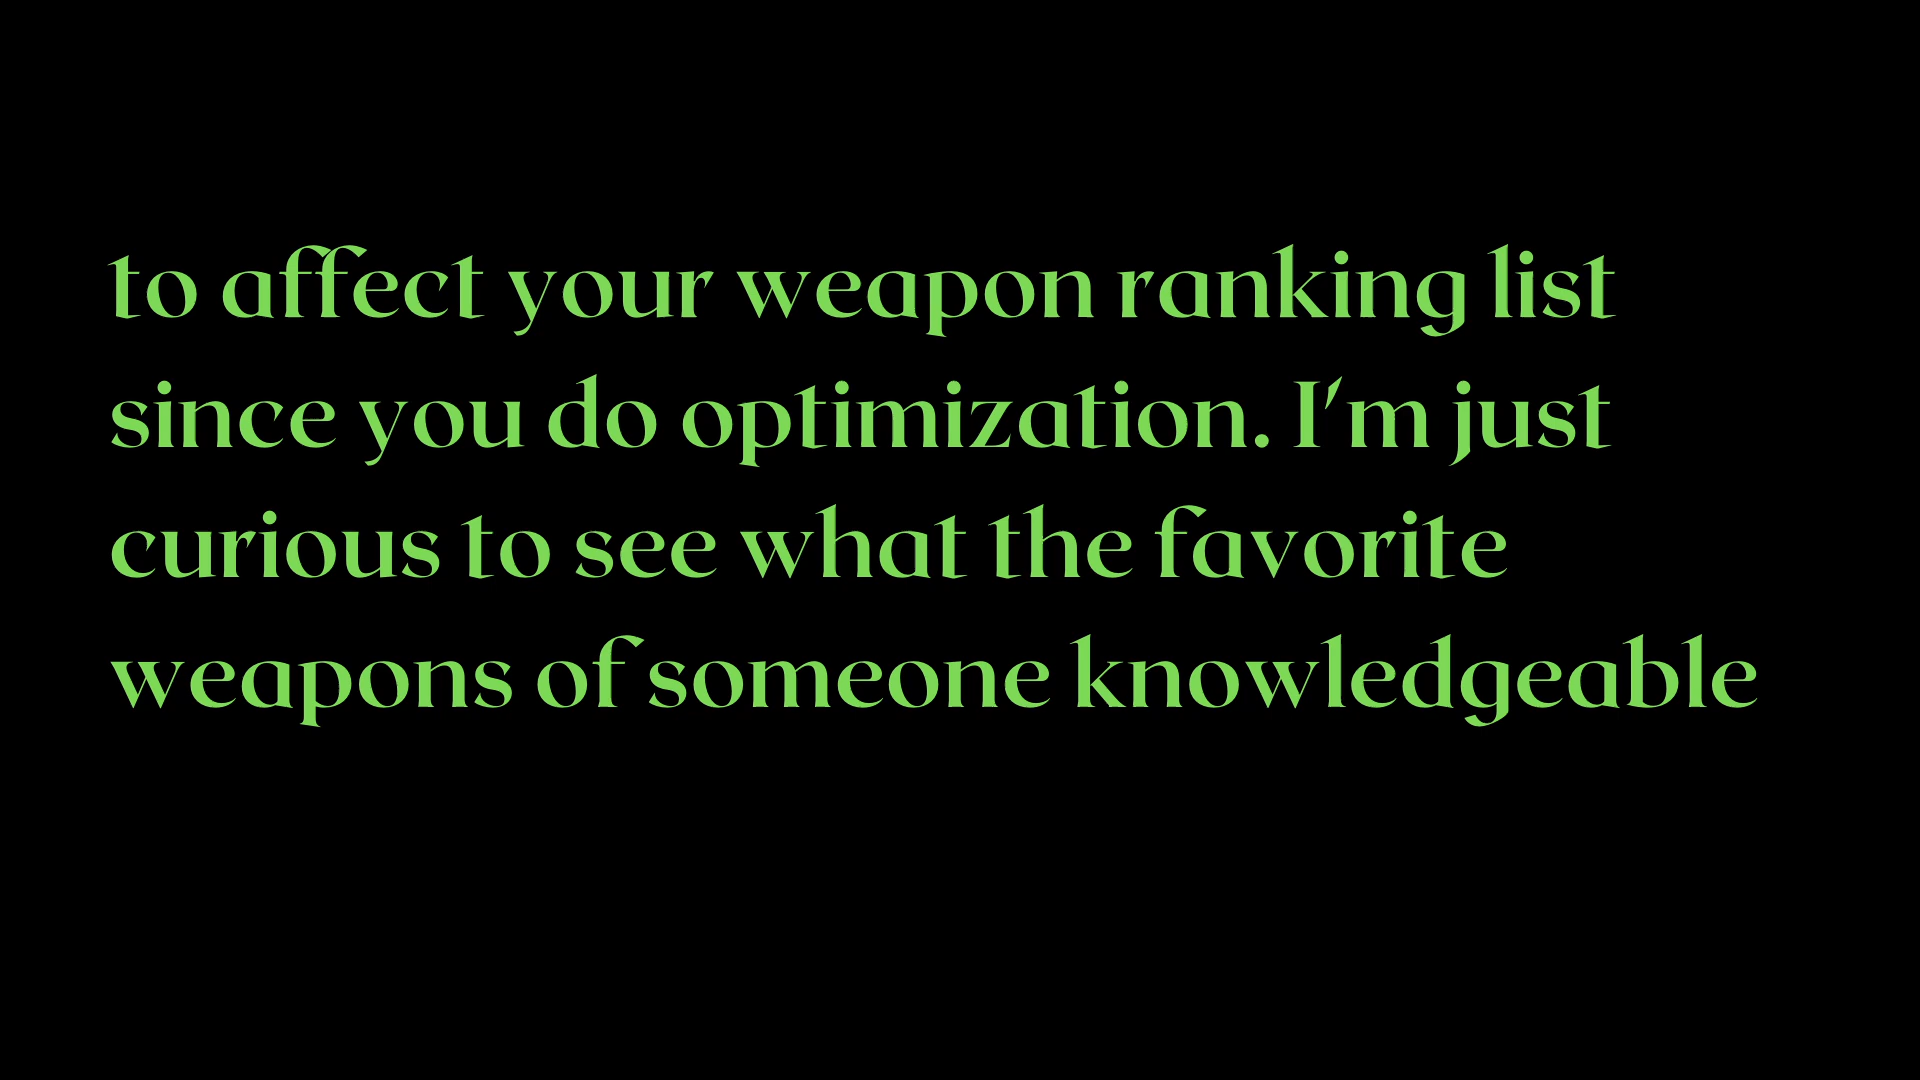 to affect your weapon ranking list
since you do optimization. I'm just
curious to see what the favorite
weapons of someone knowledgeable